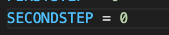 SECONDSTEP = 0